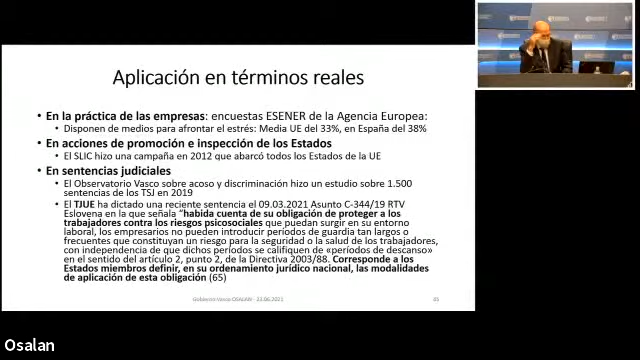 Aplicación en términos reales
• En la práctica de las empresas: encuestas ESENER de la Agencia Europea:
• Disponen de medios para afrontar el estrés: Media UE del 33%, en España del 38%
• En acciones de promoción e inspección de los Estados
• El SLIC hizo una campaña en 2012 que abarcó todos los Estados de la UE
• En sentencias judiciales
• El Observatorio Vasco sobre acoso y discriminación hizo un estudio sobre 1.500
sentencias de los TSJ en 2019
• El TJUE ha dictado una reciente sentencia el 09.03.2021 Asunto C-344/19 RTV
Eslovena en la que señala “habida cuenta de su obligación de proteger a los
trabajadores contra los riesgos psicosociales que puedan surgir en su entorno
laboral, los empresarios no pueden introducir períodos de guardia tan largos o
frecuentes que constituyan un riesgo para la seguridad o la salud de los trabajadores,
con independencia de que dichos períodos se califiquen de «períodos de descanso»
en el sentido del artículo 2, punto 2, de la Directiva 2003/88. Corresponde a los
Estados miembros definir, en su ordenamiento jurídico nacional, las modalidades
de aplicación de esta obligación (65)
Gobierno Vasco OSALAN - 22.06.2021
Osalan